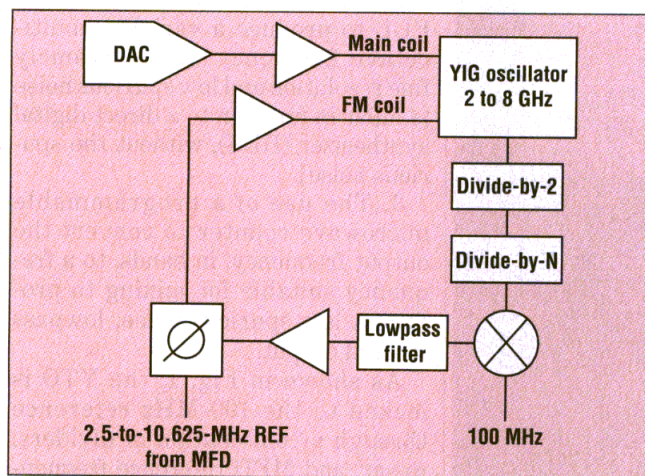 DAC
Main coil
YIG oscillator
2 to 8 GHz
FM coil
Divide-by-2
Divide-by-N
Lowpass
filter
2.5-to-10.625-MHz REF
from MFD
100 MHz